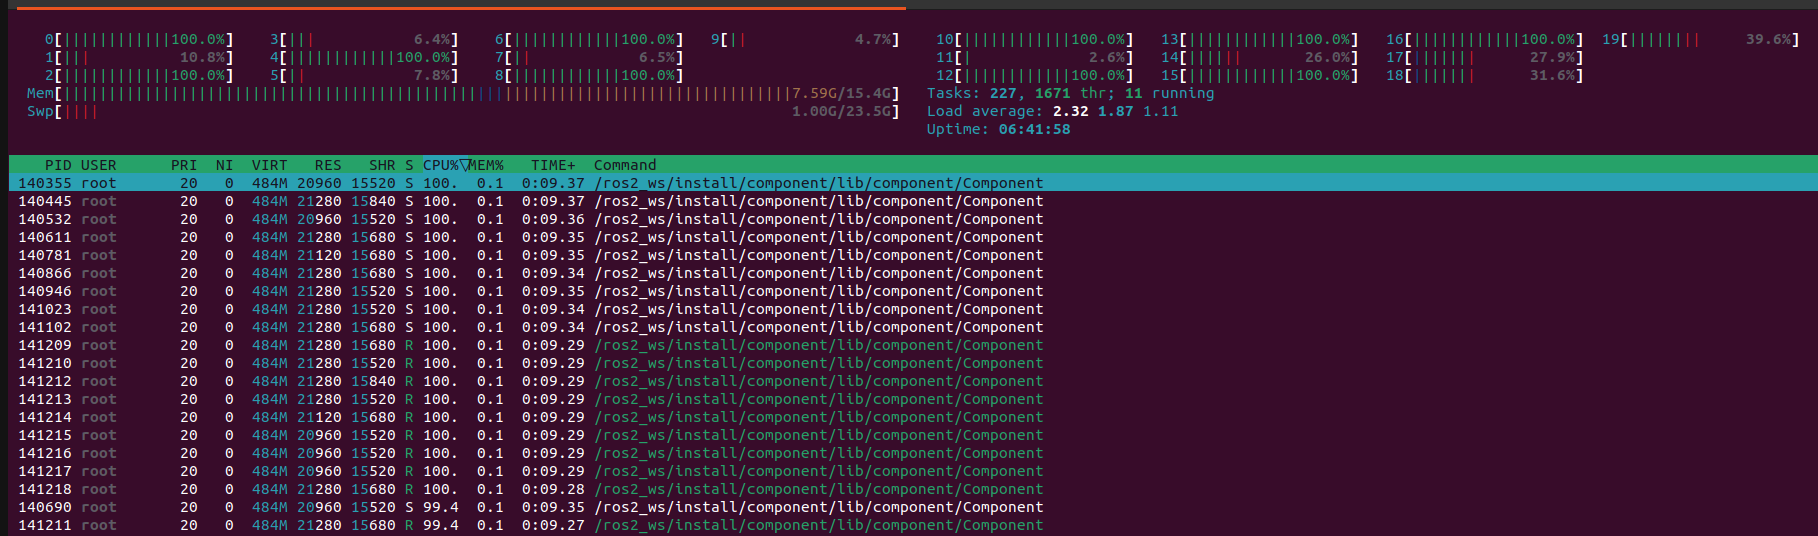 0[||||||||||||100.0%] 3[||| 6.4%] 6[||||||||||||100.0%] 9[|| 4.7%] 10[||||||||||||100.0%] 13[||||||||||||100.0%] 16[||||||||||||100.0%] 19[|||||||| 39.6%]
1[||| 10.8%] 4[||||||||||||100.0%] 7[|| 6.5%] 11[| 2.6%] 14[|||||| 26.0%] 17[||||||| 27.9%]
2[||||||||||||100.0%] 5[|| 7.8%] 8[||||||||||||100.0%] 12[||||||||||||100.0%] 15[||||||||||||100.0%] 18[||||||| 31.6%]
Mem[|||||||||||||||||||||||||||||||||||||||||||||||||||||||||||||||||||||||||||||||||7.59G/15.4G] Tasks: 227, 1671 thr; 11 running
Swp[|||| 1.00G/23.5G] Load average: 2.32 1.87 1.11
Uptime: 06:41:58
PID USER PRI NI VIRT RES SHR S CPU%▽MEM% TIME+ Command
140355 root 20 0 484M 20960 15520 S 100. 0.1 0:09.37 /ros2_ws/install/component/lib/component/Component
140445 root 20 0 484M 21280 15840 S 100. 0.1 0:09.37 /ros2_ws/install/component/lib/component/Component
140532 root 20 0 484M 20960 15520 S 100. 0.1 0:09.36 /ros2_ws/install/component/lib/component/Component
140611 root 20 0 484M 21280 15680 S 100. 0.1 0:09.35 /ros2_ws/install/component/lib/component/Component
140781 root 20 0 484M 21120 15680 S 100. 0.1 0:09.35 /ros2_ws/install/component/lib/component/Component
140866 root 20 0 484M 21280 15680 S 100. 0.1 0:09.34 /ros2_ws/install/component/lib/component/Component
140946 root 20 0 484M 21280 15520 S 100. 0.1 0:09.35 /ros2_ws/install/component/lib/component/Component
141023 root 20 0 484M 21280 15520 S 100. 0.1 0:09.34 /ros2_ws/install/component/lib/component/Component
141102 root 20 0 484M 21280 15680 S 100. 0.1 0:09.34 /ros2_ws/install/component/lib/component/Component
141209 root 20 0 484M 21280 15680 R 100. 0.1 0:09.29 /ros2_ws/install/component/lib/component/Component
141210 root 20 0 484M 21280 15520 R 100. 0.1 0:09.29 /ros2_ws/install/component/lib/component/Component
141212 root 20 0 484M 21280 15840 R 100. 0.1 0:09.29 /ros2_ws/install/component/lib/component/Component
141213 root 20 0 484M 21280 15520 R 100. 0.1 0:09.29 /ros2_ws/install/component/lib/component/Component
141214 root 20 0 484M 21120 15680 R 100. 0.1 0:09.29 /ros2_ws/install/component/lib/component/Component
141215 root 20 0 484M 20960 15520 R 100. 0.1 0:09.29 /ros2_ws/install/component/lib/component/Component
141216 root 20 0 484M 20960 15520 R 100. 0.1 0:09.29 /ros2_ws/install/component/lib/component/Component
141217 root 20 0 484M 20960 15520 R 100. 0.1 0:09.29 /ros2_ws/install/component/lib/component/Component
141218 root 20 0 484M 21280 15680 R 100. 0.1 0:09.28 /ros2_ws/install/component/lib/component/Component
140690 root 20 0 484M 20960 15520 S 99.4 0.1 0:09.35 /ros2_ws/install/component/lib/component/Component
141211 root 20 0 484M 21280 15680 R 99.4 0.1 0:09.27 /ros2_ws/install/component/lib/component/Component